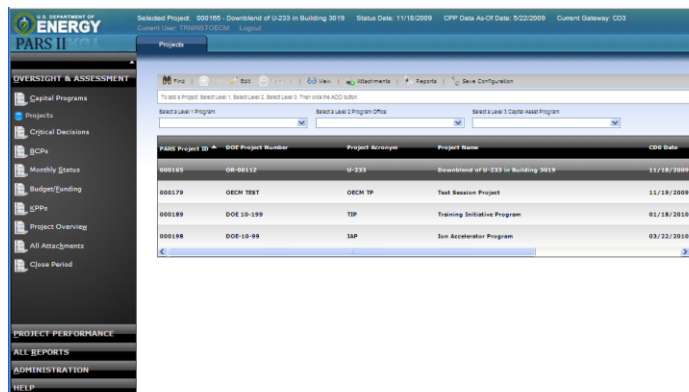 U.S. DEPARTMENT OF
ENERGY
PARS II
Selected Project: 000165 - Downblend of U-233 in Building 3019 Status Date: 11/18/2009 CPP Data As-Of Date: 5/22/2009 Current Gateway: CD3
Current User: TRNINSTOECM Logout
Projects
OVERSIGHT & ASSESSMENT
Capital Programs
Projects
Critical Decisions
BCPs
Monthly Status
Budget/Funding
KPPs
Project Overview
All Attachments
Close Period
PROJECT PERFORMANCE
ALL REPORTS
ADMINISTRATION
HELP
Find Edit View Attachments Reports Save Configuration
To add a Project: Select Level 1, Select Level 2, Select Level 3, Then click the ADD button
Select a Level 1 Program: Select a Level 2 Program Office: Select a Level 3 Capital Asset Program:
PARS Project ID DOE Project Number Project Acronym Project Name CD0 Date
000165 OR-0011Z U-233 Downblend of U-233 in Building 3019 11/18/2009
000179 OECM TEST OECM TP Test Session Project 11/19/2009
000189 DOE 10-199 TIP Training Initiative Program 01/18/2010
000198 DOE-10-99 IAP Ion Accelerator Program 03/22/2010